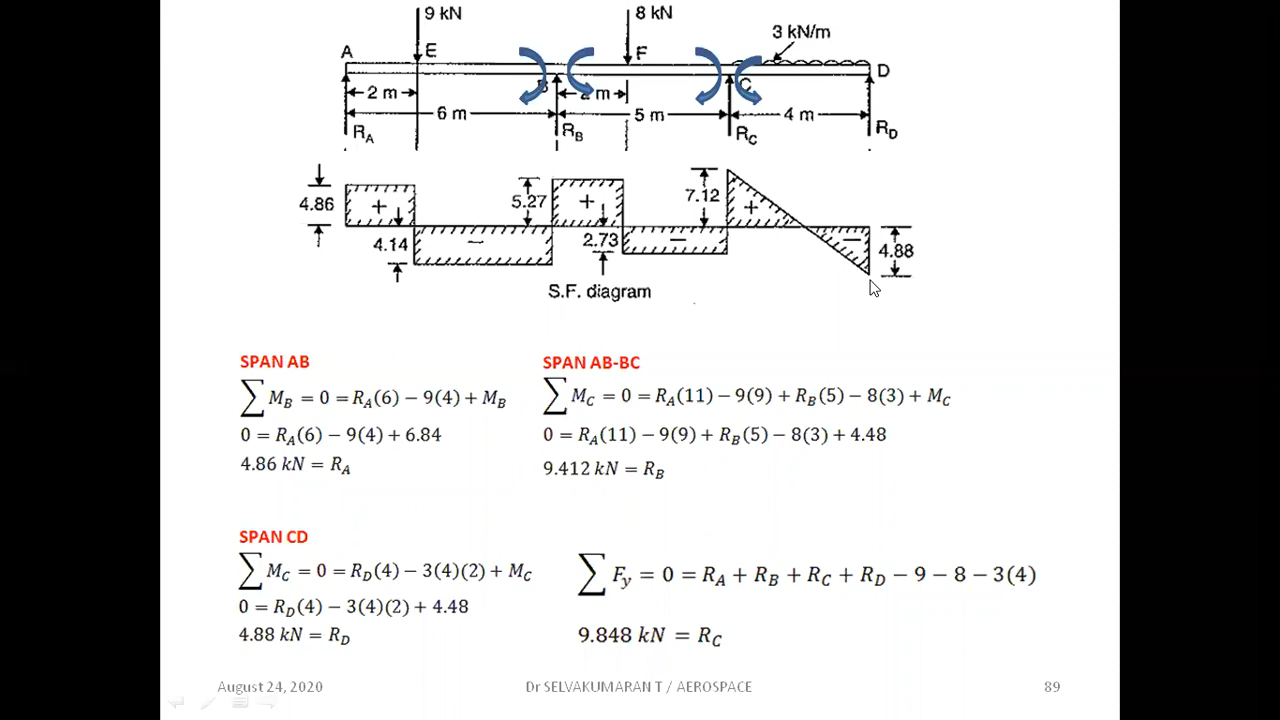 9 kN 8 kN
3 kN/m
A E F D
B C
2 m 2 m
6 m 5 m 4 m
R_A R_B R_C R_D
4.86 + 5.27 + 7.12 +
4.14 − 2.73 − − 4.88
S.F. diagram
SPAN AB
∑ M_B = 0 = R_A(6) − 9(4) + M_B
0 = R_A(6) − 9(4) + 6.84
4.86 kN = R_A
SPAN AB-BC
∑ M_C = 0 = R_A(11) − 9(9) + R_B(5) − 8(3) + M_C
0 = R_A(11) − 9(9) + R_B(5) − 8(3) + 4.48
9.412 kN = R_B
SPAN CD
∑ M_C = 0 = R_D(4) − 3(4)(2) + M_C
0 = R_D(4) − 3(4)(2) + 4.48
4.88 kN = R_D
∑ F_y = 0 = R_A + R_B + R_C + R_D − 9 − 8 − 3(4)
9.848 kN = R_C
August 24, 2020 Dr SELVAKUMARAN T / AEROSPACE 89